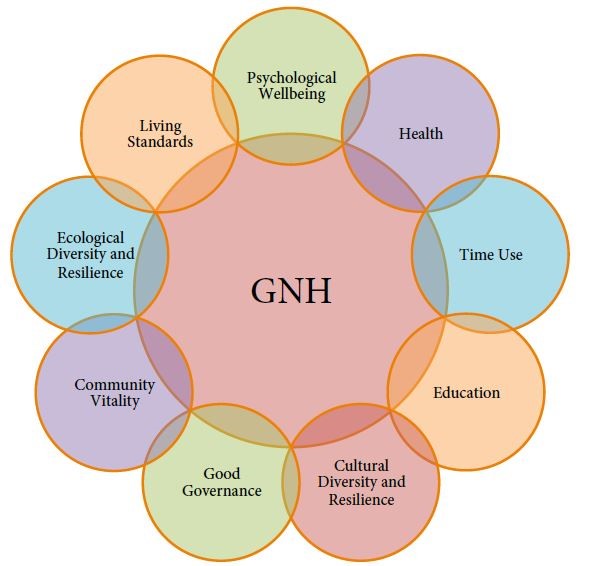 Psychological
Wellbeing
Health
Time Use
Education
Cultural
Diversity and
Resilience
Good
Governance
Community
Vitality
Ecological
Diversity and
Resilience
Living
Standards
GNH